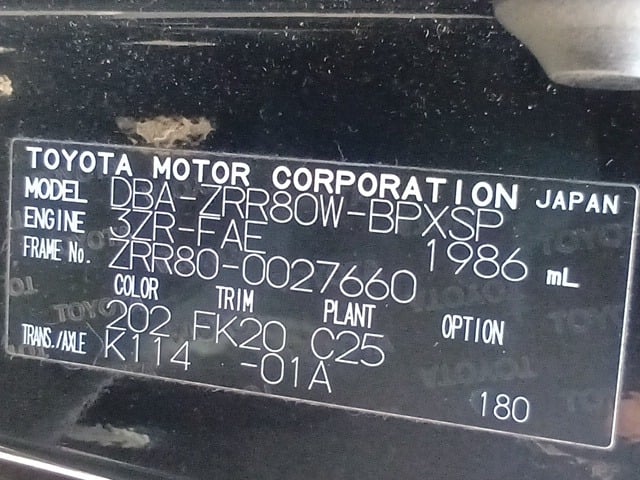 TOYOTA MOTOR CORPORATION JAPAN
MODEL DBA-ZRR80W-BPXSP
ENGINE 3ZR-FAE 1986 mL
FRAME No. ZRR80-0027660
COLOR TRIM PLANT OPTION
202 FK20 C25
TRANS./AXLE K114 -01A
180